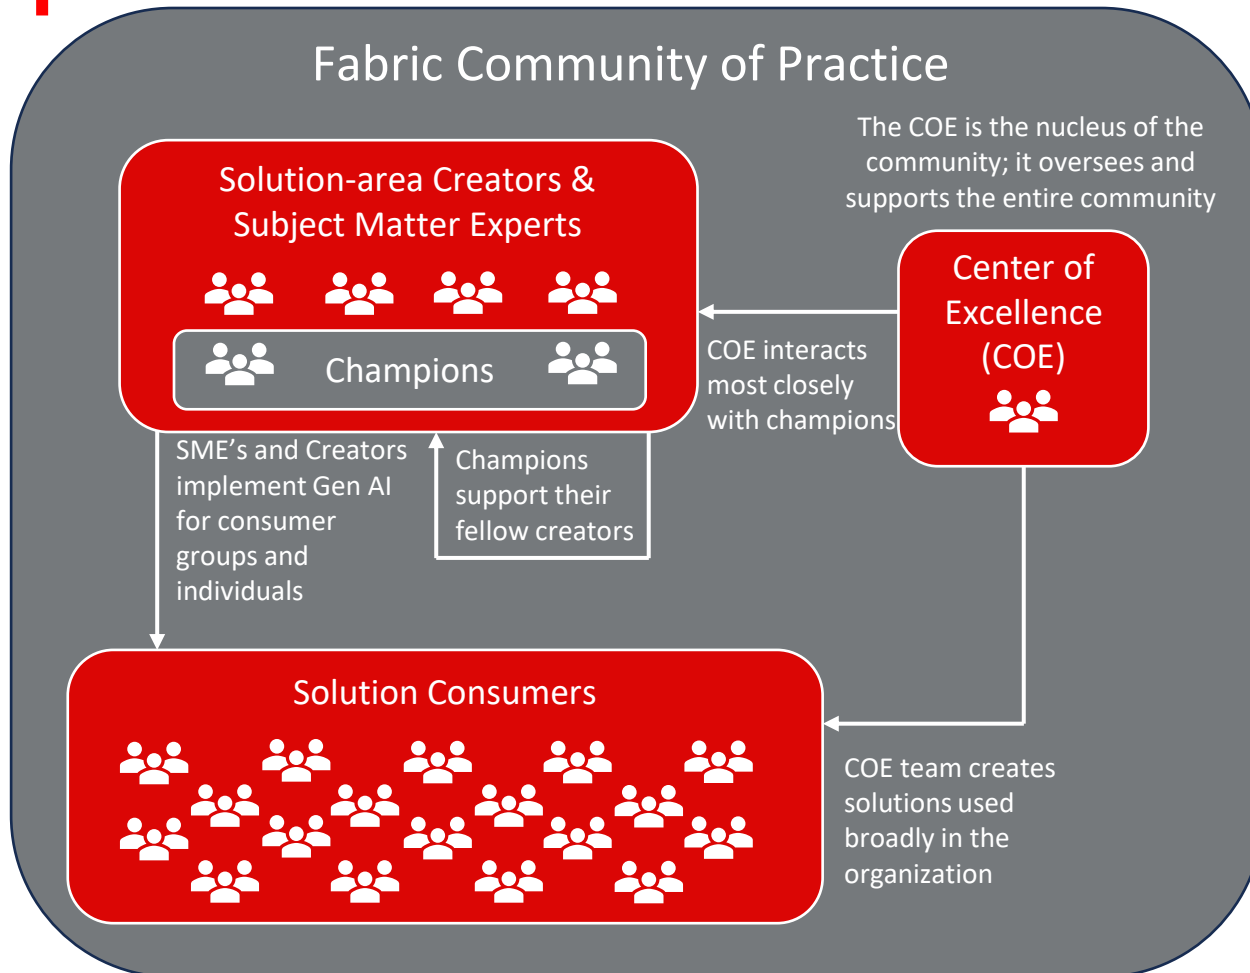 Fabric Community of Practice
The COE is the nucleus of the
community; it oversees and
supports the entire community
Solution-area Creators &
Subject Matter Experts
Champions
Center of
Excellence
(COE)
COE interacts
most closely
with champions
SME's and Creators
implement Gen AI
for consumer
groups and
individuals
Champions
support their
fellow creators
Solution Consumers
COE team creates
solutions used
broadly in the
organization